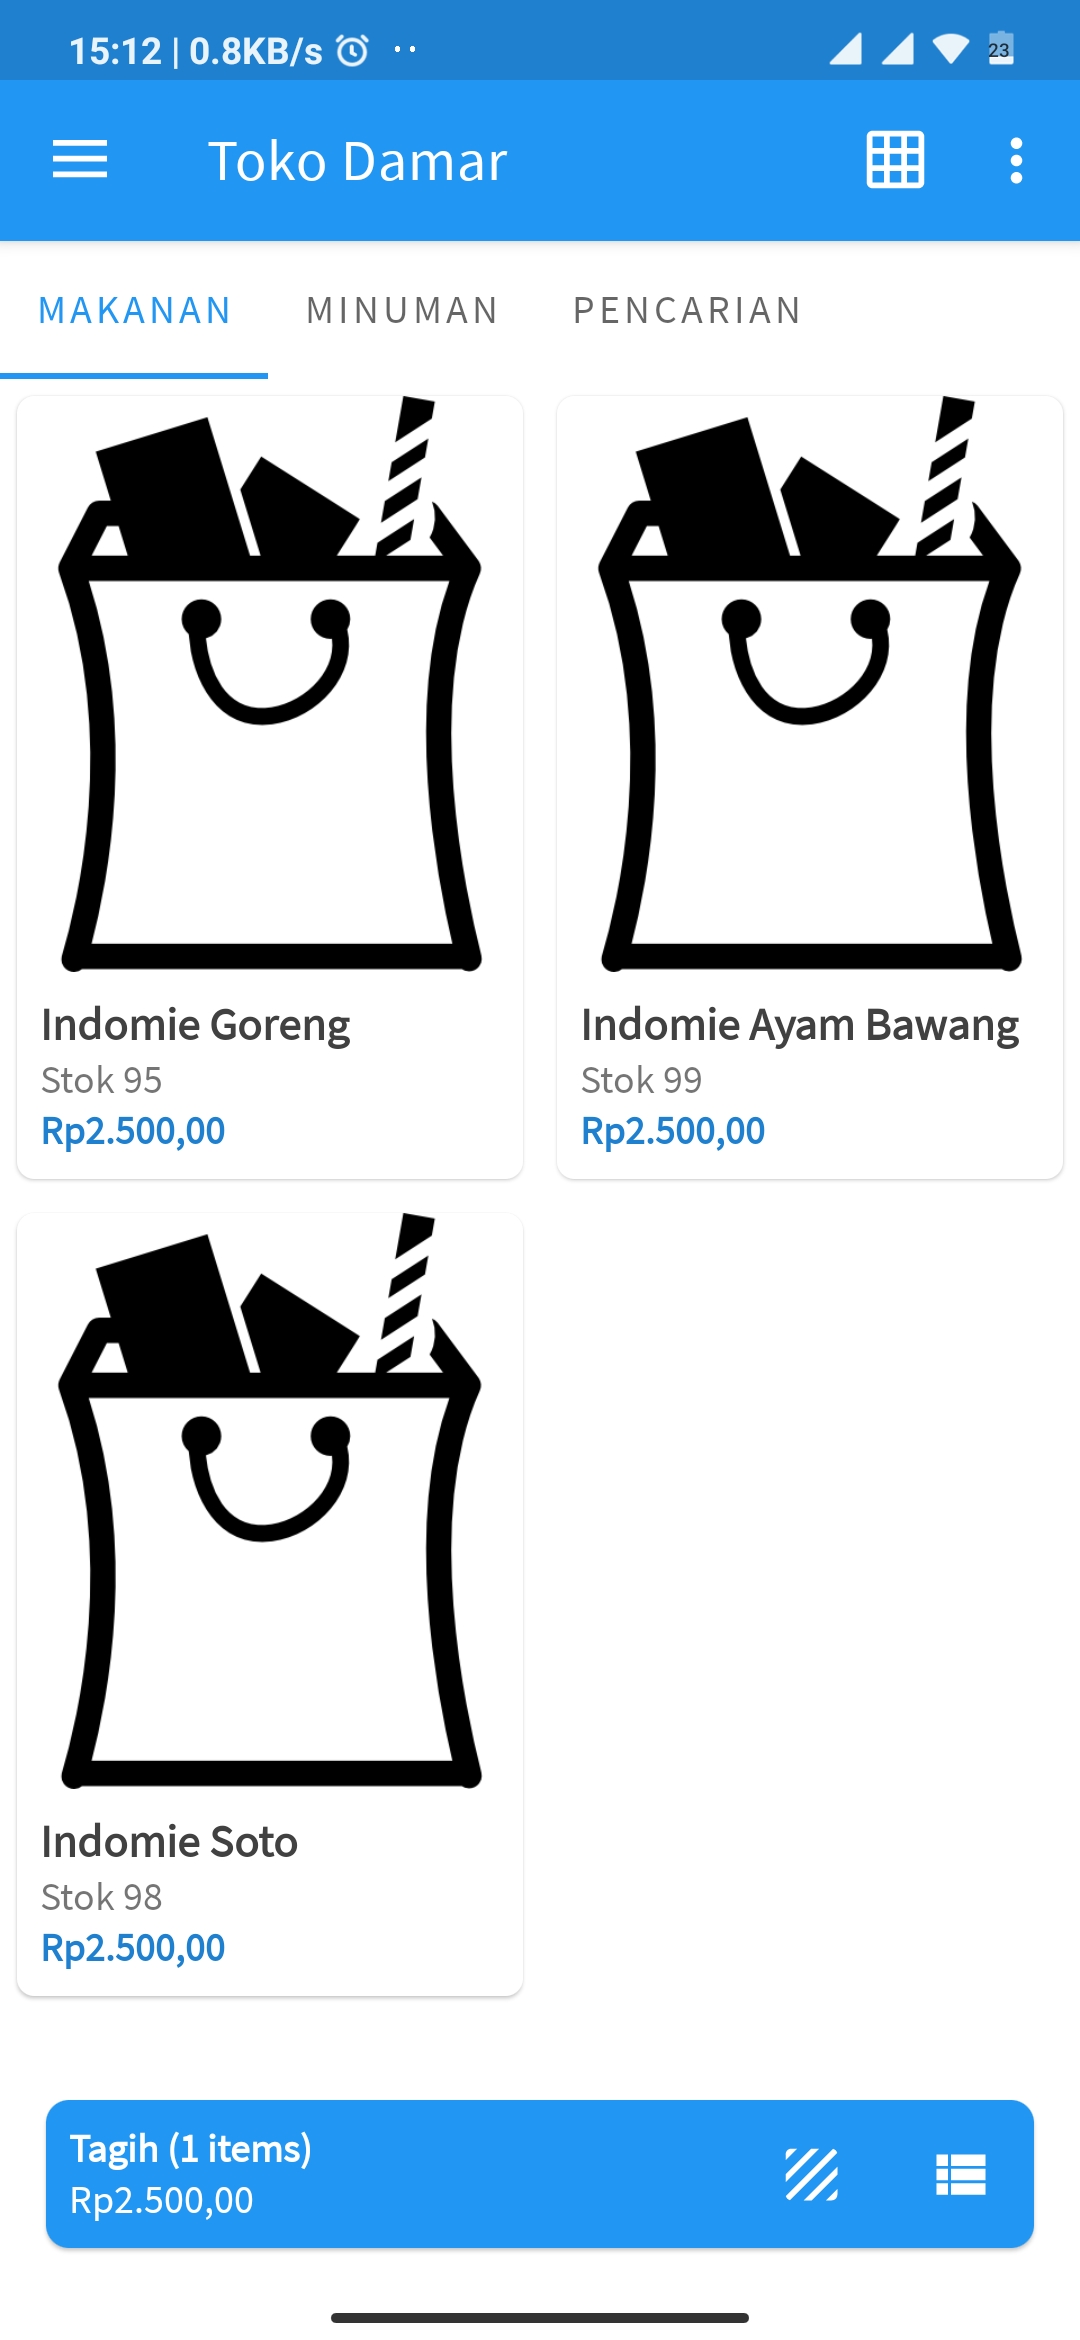 15:12 | 0.8KB/s
23
Toko Damar
MAKANAN MINUMAN PENCARIAN
Indomie Goreng
Stok 95
Rp2.500,00
Indomie Ayam Bawang
Stok 99
Rp2.500,00
Indomie Soto
Stok 98
Rp2.500,00
Tagih (1 items)
Rp2.500,00